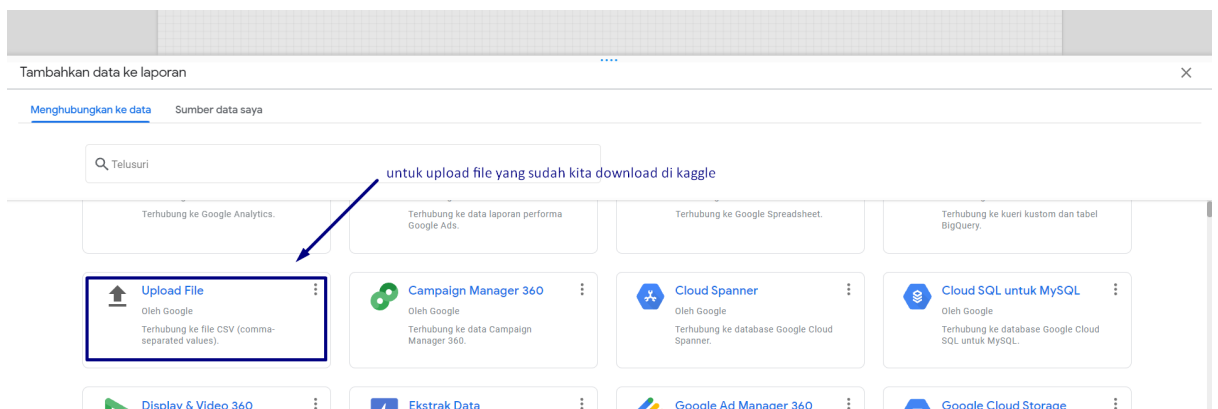 Tambahkan data ke laporan
Menghubungkan ke data
Sumber data saya
Telusuri
untuk upload file yang sudah kita download di kaggle
Terhubung ke Google Analytics.
Terhubung ke data laporan performa
Google Ads.
Terhubung ke Google Spreadsheet.
Terhubung ke kueri kustom dan tabel
BigQuery.
Upload File
Oleh Google
Terhubung ke file CSV (comma-
separated values).
Campaign Manager 360
Oleh Google
Terhubung ke data Campaign
Manager 360.
Cloud Spanner
Oleh Google
Terhubung ke database Google Cloud
Spanner.
Cloud SQL untuk MySQL
Oleh Google
Terhubung ke database Google Cloud
SQL untuk MySQL.
Display & Video 360
Ekstrak Data
Google Ad Manager 360
Google Cloud Storage